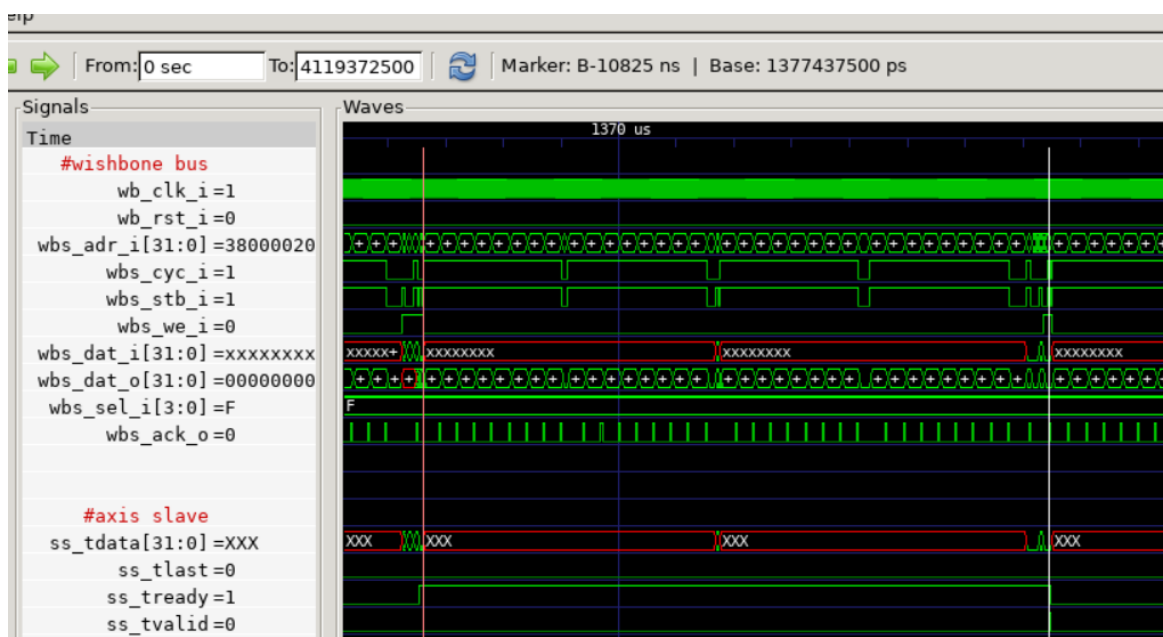 From: 0 sec To: 4119372500 Marker: B-10825 ns | Base: 1377437500 ps
Signals Waves
Time 1370 us
#wishbone bus
wb_clk_i=1
wb_rst_i=0
wbs_adr_i[31:0]=38000020
wbs_cyc_i=1
wbs_stb_i=1
wbs_we_i=0
wbs_dat_i[31:0]=xxxxxxxx xxxxx+ xxxxxxxx xxxxxxxx xxxxxxxx
wbs_dat_o[31:0]=00000000
wbs_sel_i[3:0]=F F
wbs_ack_o=0
#axis slave
ss_tdata[31:0]=XXX XXX XXX XXX XXX
ss_tlast=0
ss_tready=1
ss_tvalid=0